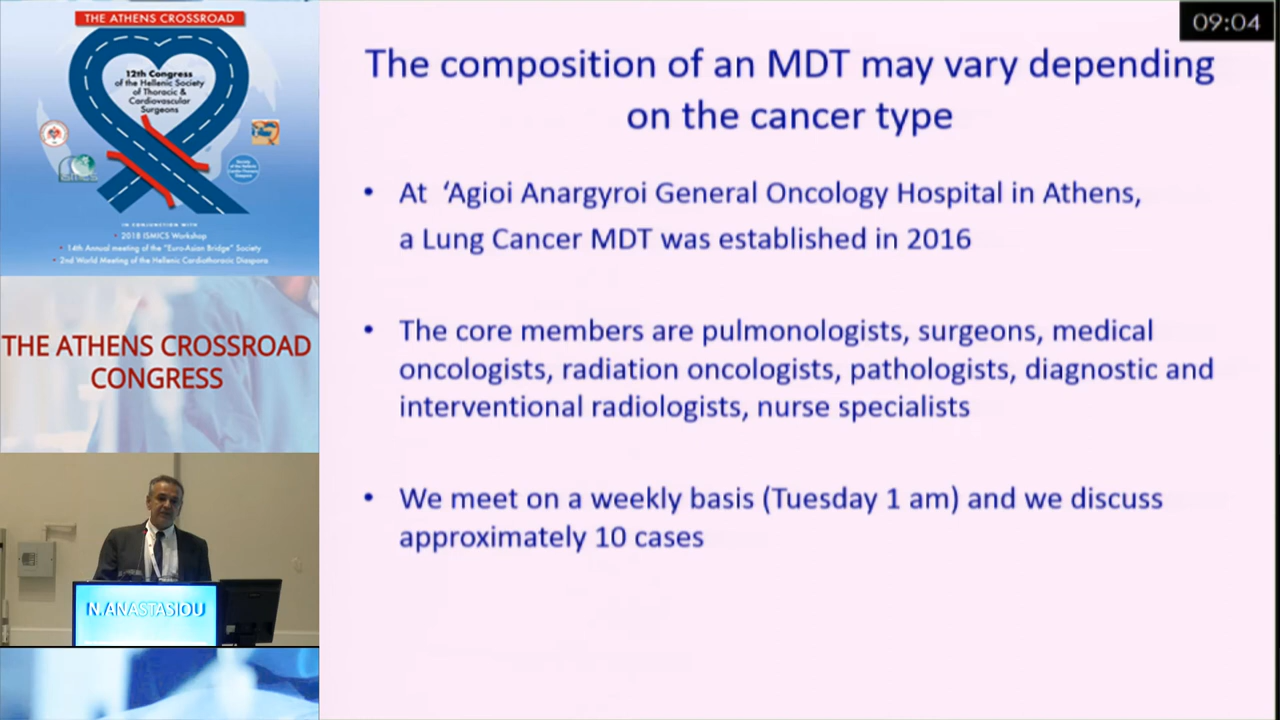 THE ATHENS CROSSROAD
12th Congress
of the Hellenic Society
of Thoracic &
Cardiovascular
Surgeons
IN CONJUNCTION WITH
• 2018 ISMICS Workshop
• 14th Annual meeting of the "Euro-Asian Bridge" Society
• 2nd World Meeting of the Hellenic Cardiothoracic Diaspora
THE ATHENS CROSSROAD
CONGRESS
N.ANASTASIOU
09:04
The composition of an MDT may vary depending
on the cancer type
• At ‘Agioi Anargyroi General Oncology Hospital in Athens,
a Lung Cancer MDT was established in 2016
• The core members are pulmonologists, surgeons, medical
oncologists, radiation oncologists, pathologists, diagnostic and
interventional radiologists, nurse specialists
• We meet on a weekly basis (Tuesday 1 am) and we discuss
approximately 10 cases